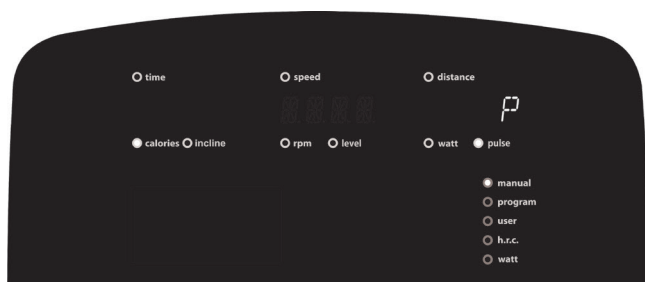 time speed distance
P
calories incline rpm level watt pulse
manual
program
user
h.r.c.
watt